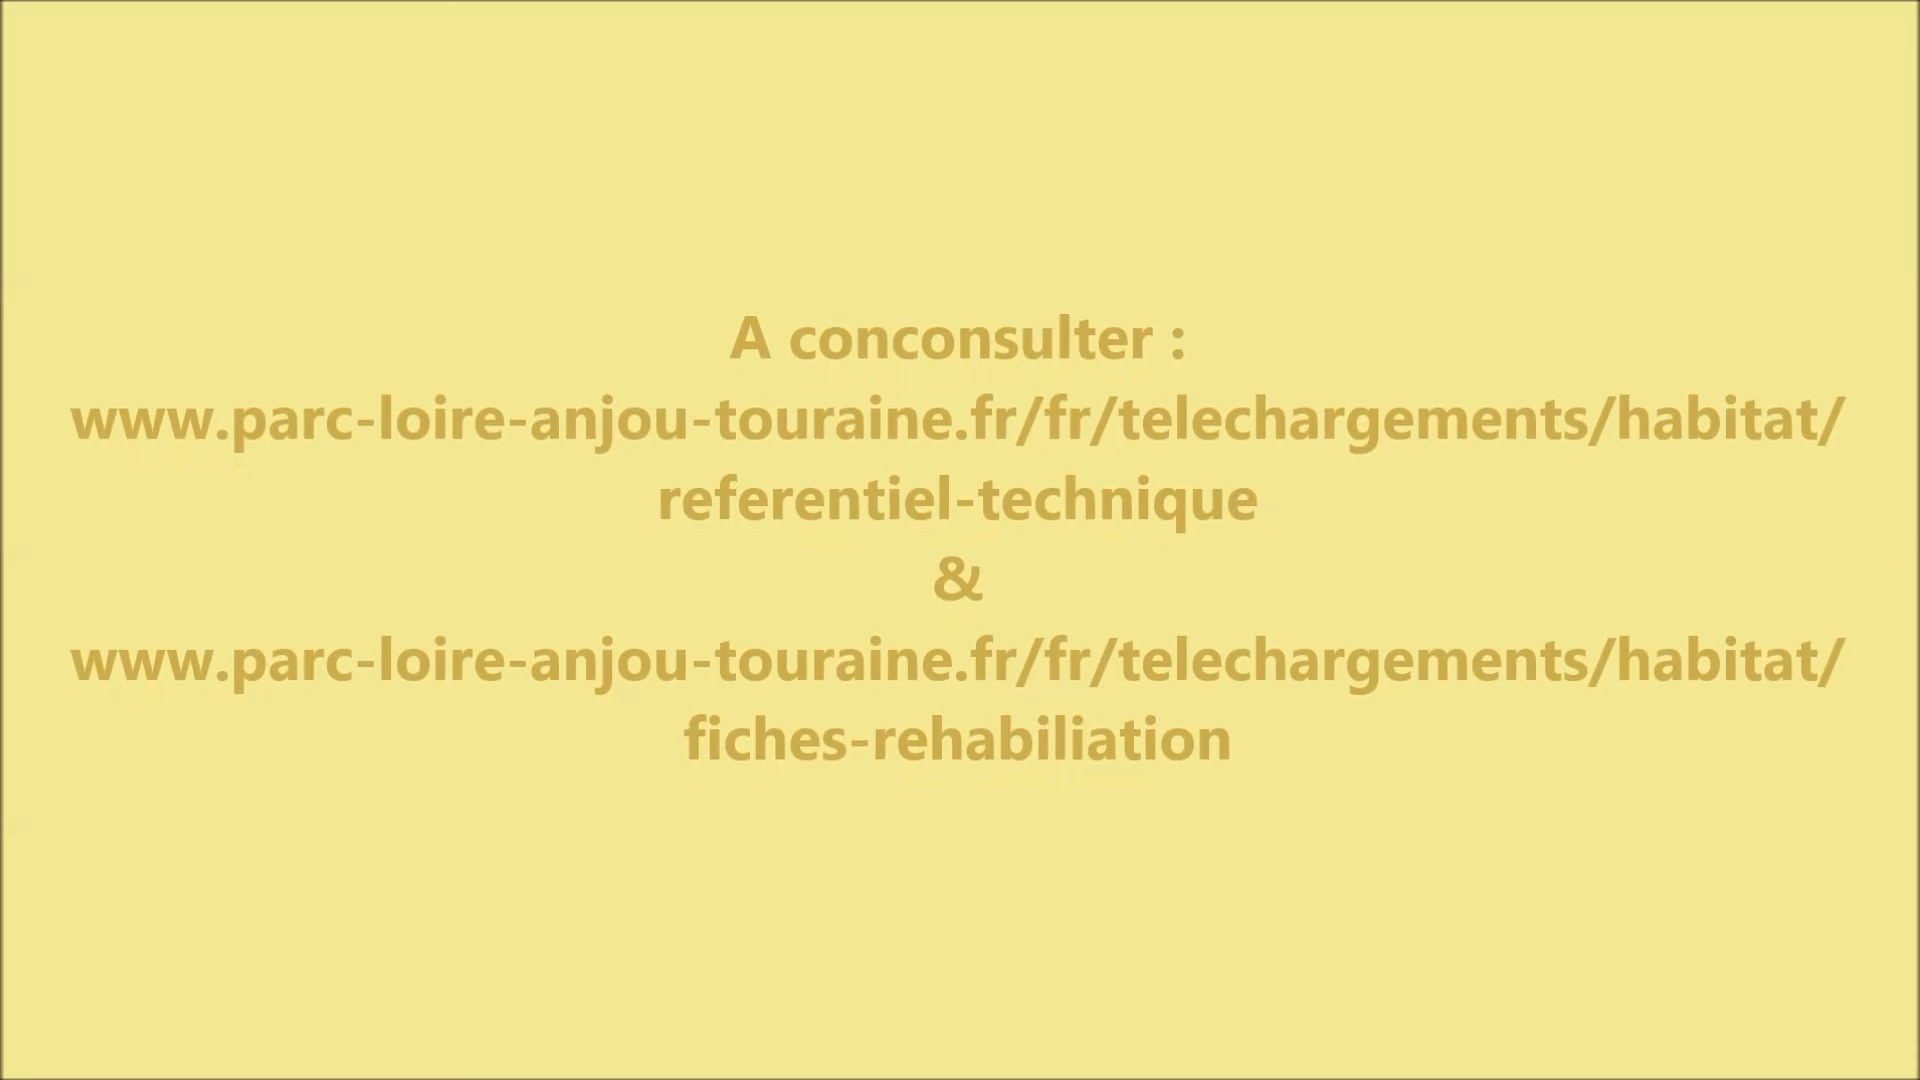 A conconsulter :
www.parc-loire-anjou-touraine.fr/fr/telechargements/habitat/
referentiel-technique
&
www.parc-loire-anjou-touraine.fr/fr/telechargements/habitat/
fiches-rehabiliation